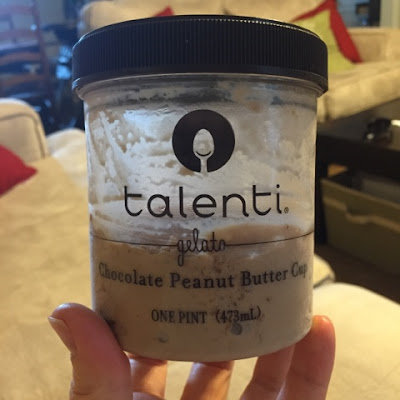 talenti®
gelato
Chocolate Peanut Butter Cup
ONE PINT (473mL)